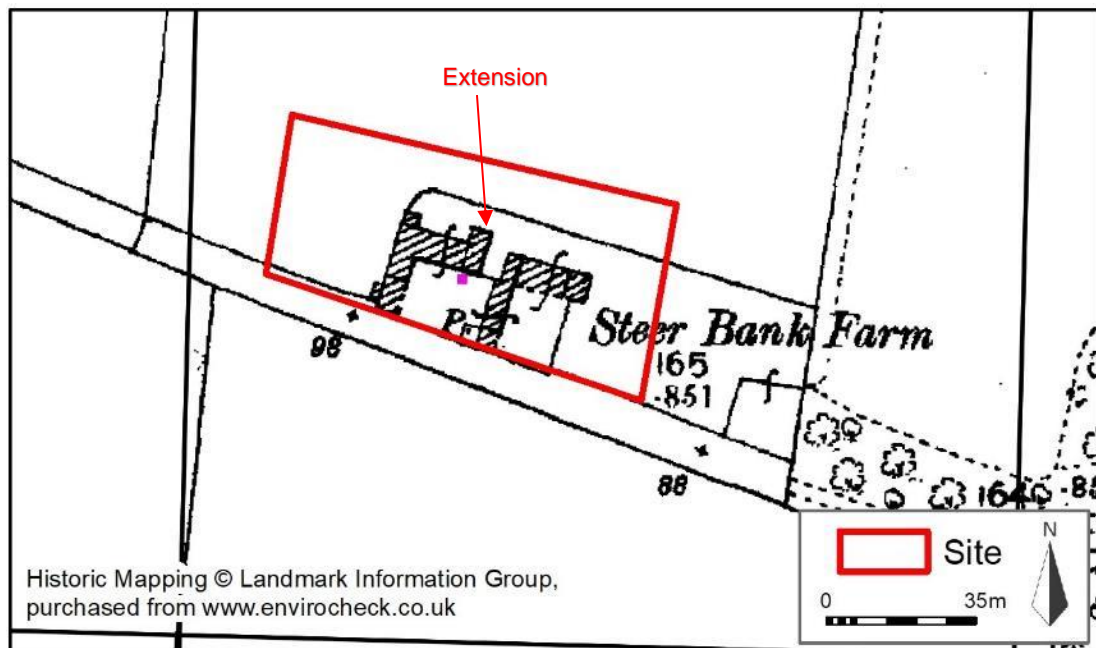 Extension
Steer Bank Farm
98
165
·851
88
164
Site
N
0 35m
Historic Mapping © Landmark Information Group,
purchased from www.envirocheck.co.uk